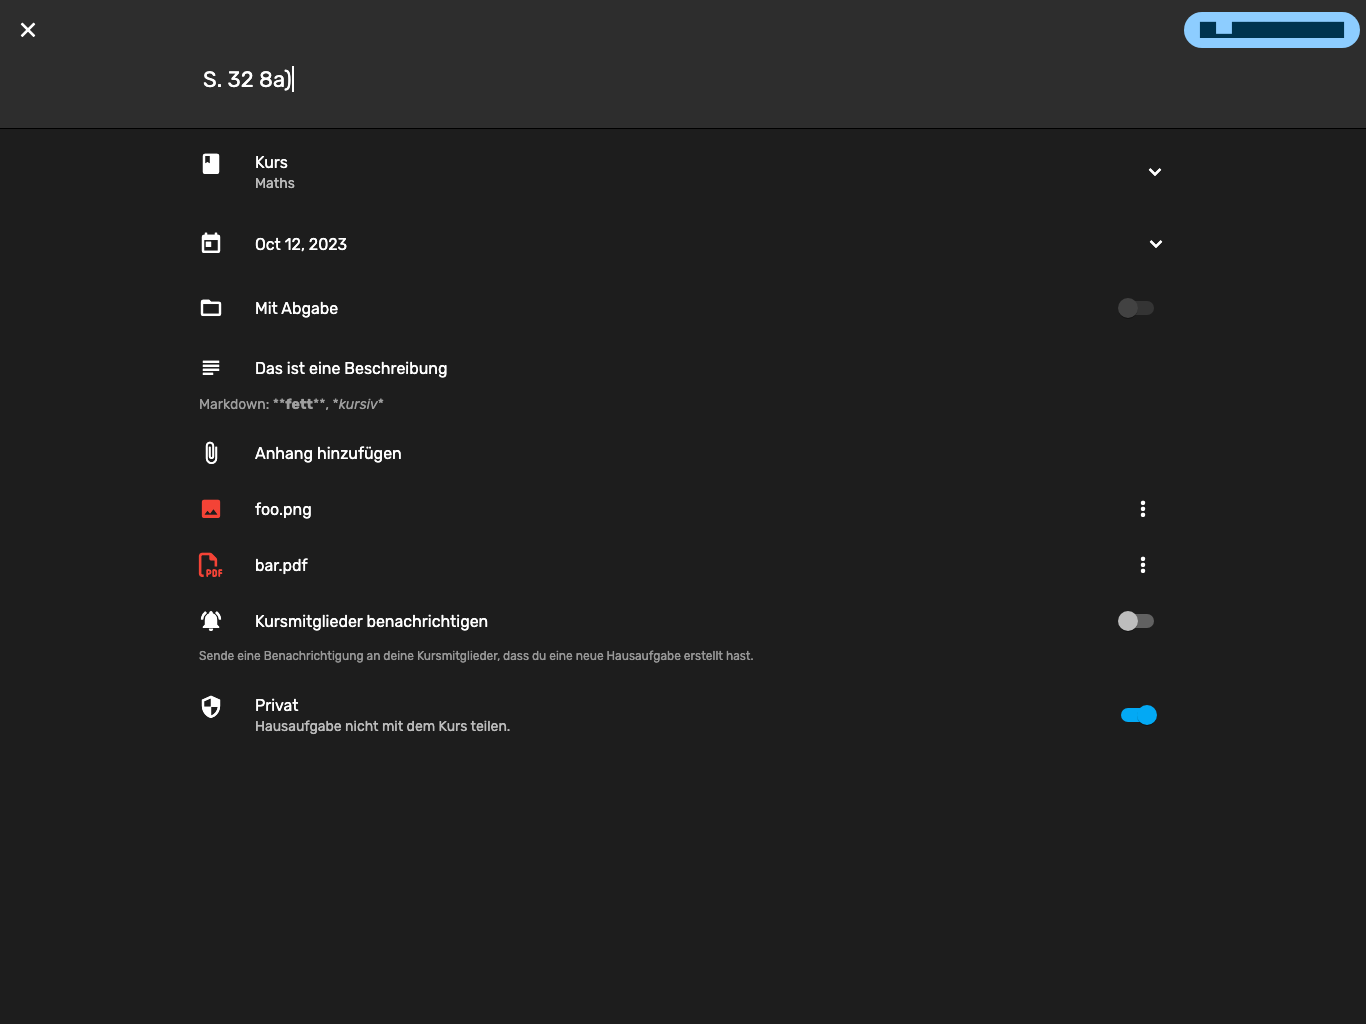 S. 32 8a)
Kurs
Maths
Oct 12, 2023
Mit Abgabe
Das ist eine Beschreibung
Markdown: **fett**, *kursiv*
Anhang hinzufügen
foo.png
PDF
bar.pdf
Kursmitglieder benachrichtigen
Sende eine Benachrichtigung an deine Kursmitglieder, dass du eine neue Hausaufgabe erstellt hast.
Privat
Hausaufgabe nicht mit dem Kurs teilen.